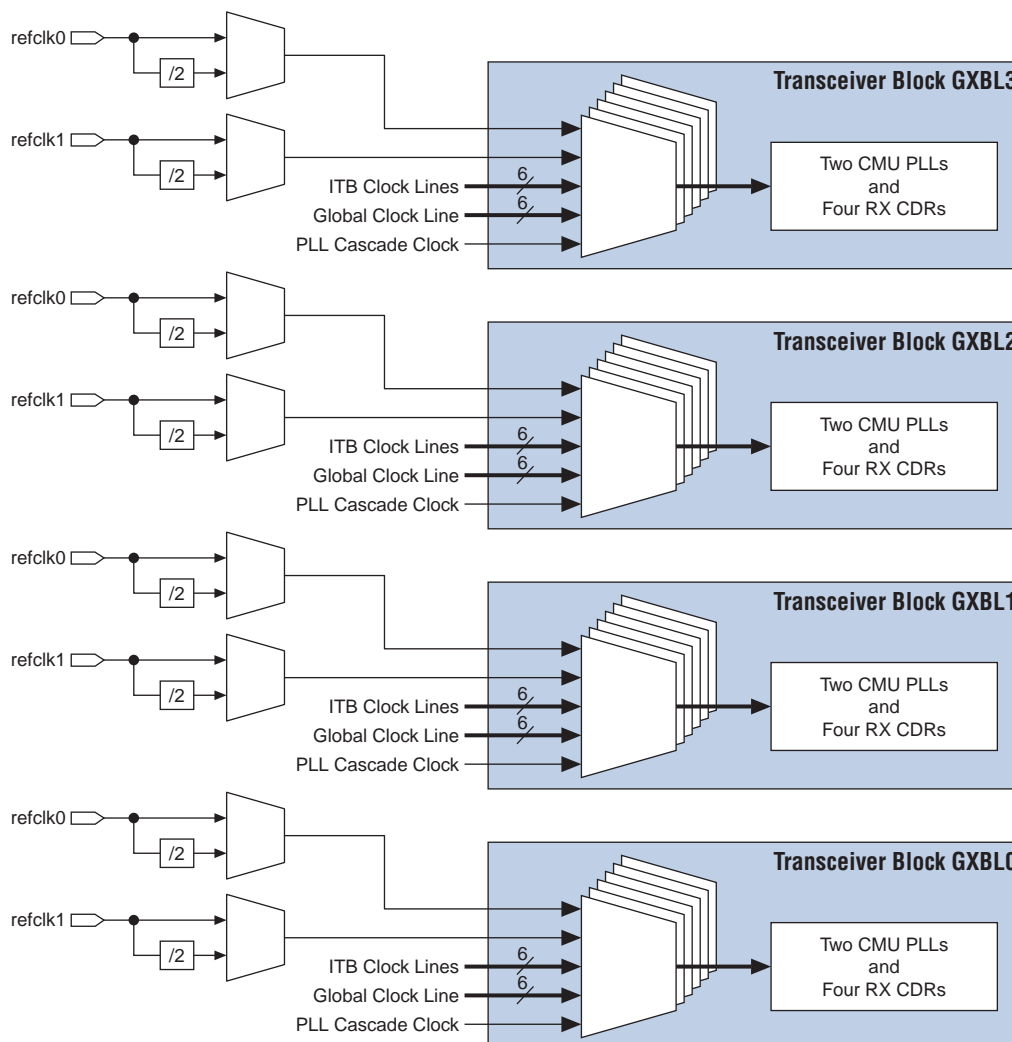 refclk0
/2
Transceiver Block GXBL3
refclk1
/2
Two CMU PLLs
and
Four RX CDRs
ITB Clock Lines
6
Global Clock Line
6
PLL Cascade Clock
refclk0
/2
Transceiver Block GXBL2
refclk1
/2
Two CMU PLLs
and
Four RX CDRs
ITB Clock Lines
6
Global Clock Line
6
PLL Cascade Clock
refclk0
/2
Transceiver Block GXBL1
refclk1
/2
Two CMU PLLs
and
Four RX CDRs
ITB Clock Lines
6
Global Clock Line
6
PLL Cascade Clock
refclk0
/2
Transceiver Block GXBL0
refclk1
/2
Two CMU PLLs
and
Four RX CDRs
ITB Clock Lines
6
Global Clock Line
6
PLL Cascade Clock